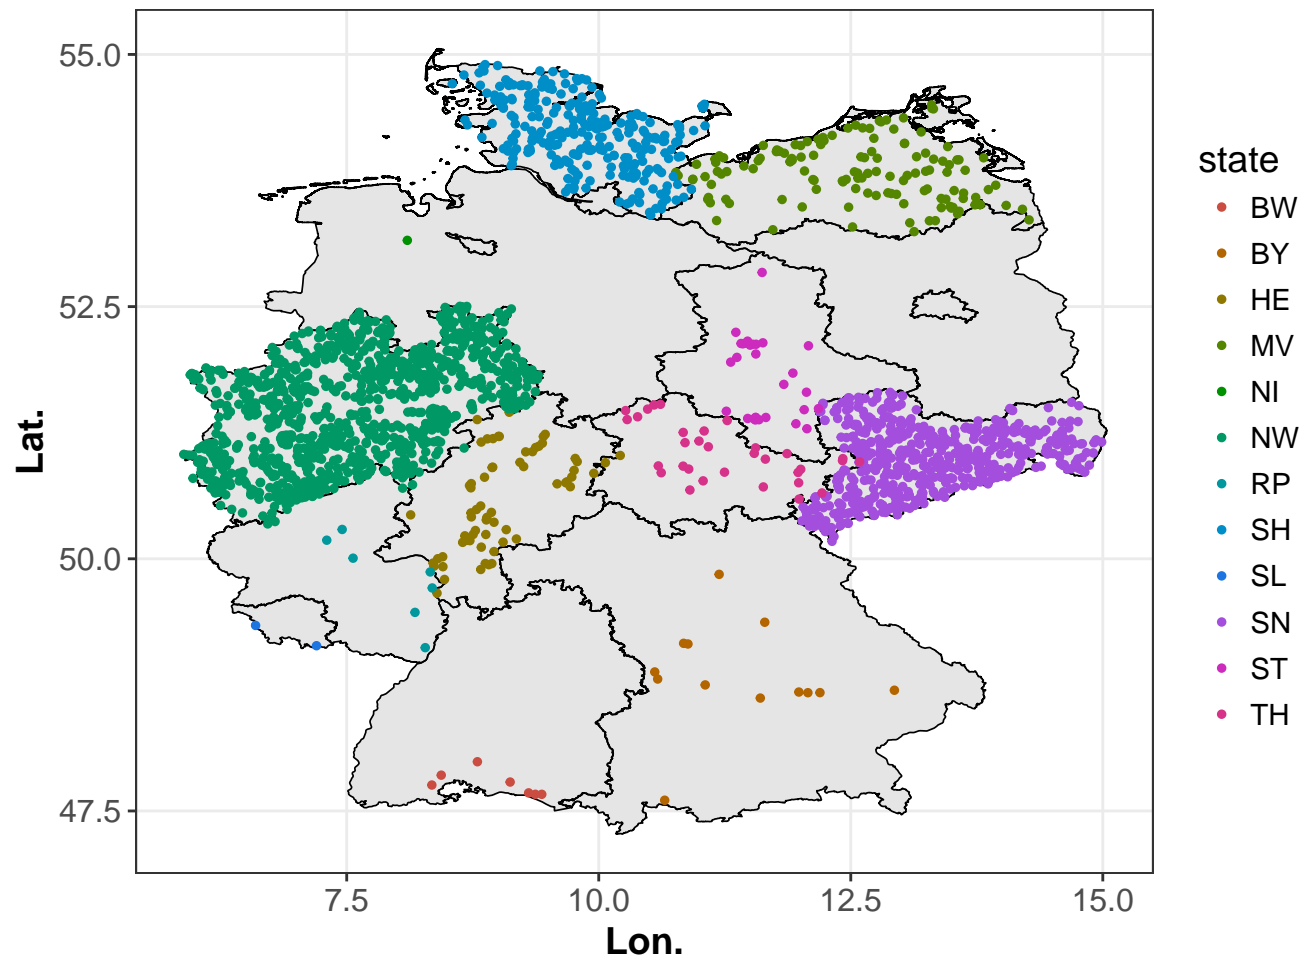 55.0
52.5
50.0
47.5
7.5
10.0
12.5
15.0
Lat.
Lon.
state
BW
BY
HE
MV
NI
NW
RP
SH
SL
SN
ST
TH